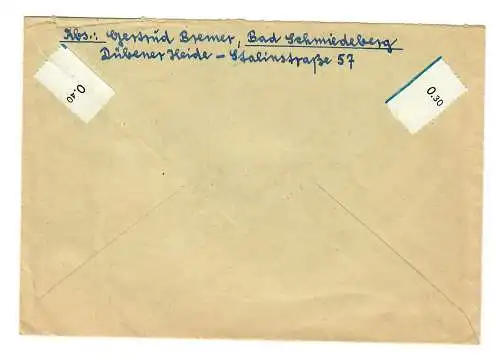 Abs.: Gertrud Bremer, Bad Schmiedeberg
Dübener Heide – Stalinstraße 57
0.40
0.30